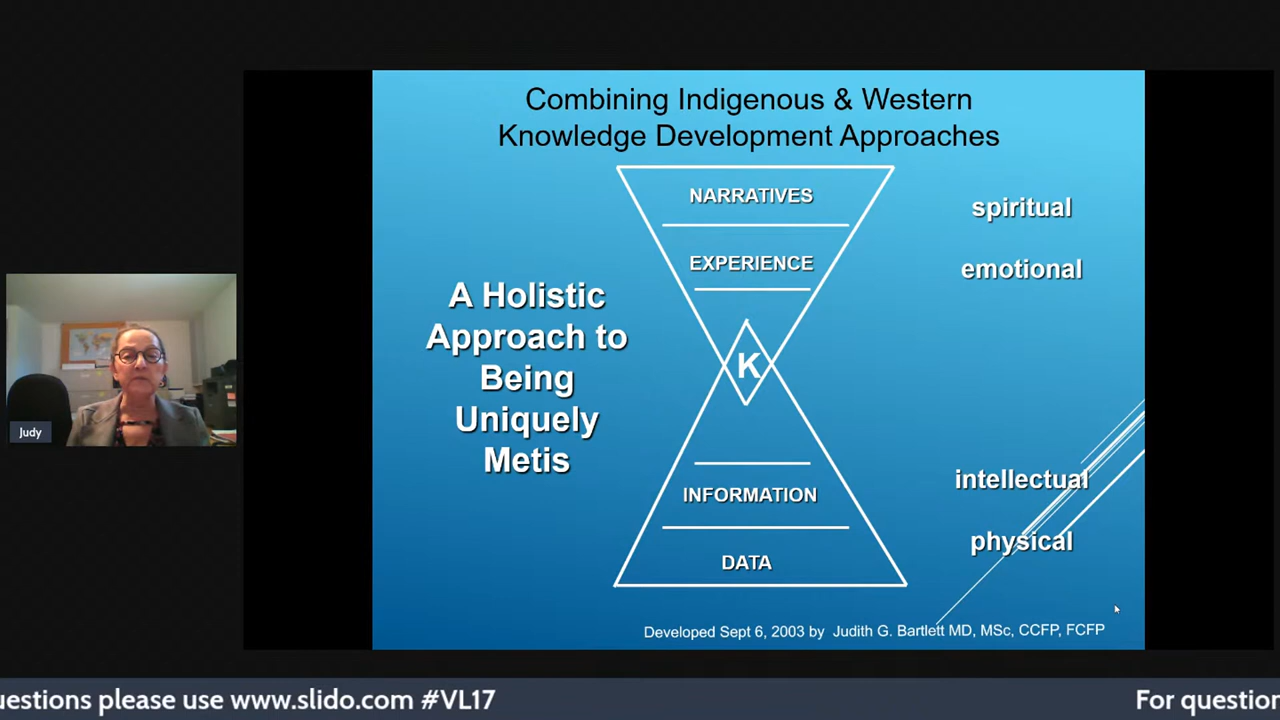 Combining Indigenous & Western
Knowledge Development Approaches
NARRATIVES
spiritual
EXPERIENCE
emotional
A Holistic
Approach to
Being
Uniquely
Metis
K
INFORMATION
intellectual
DATA
physical
Developed Sept 6, 2003 by Judith G. Bartlett MD, MSc, CCFP, FCFP
Judy
uestions please use www.slido.com #VL17
For question